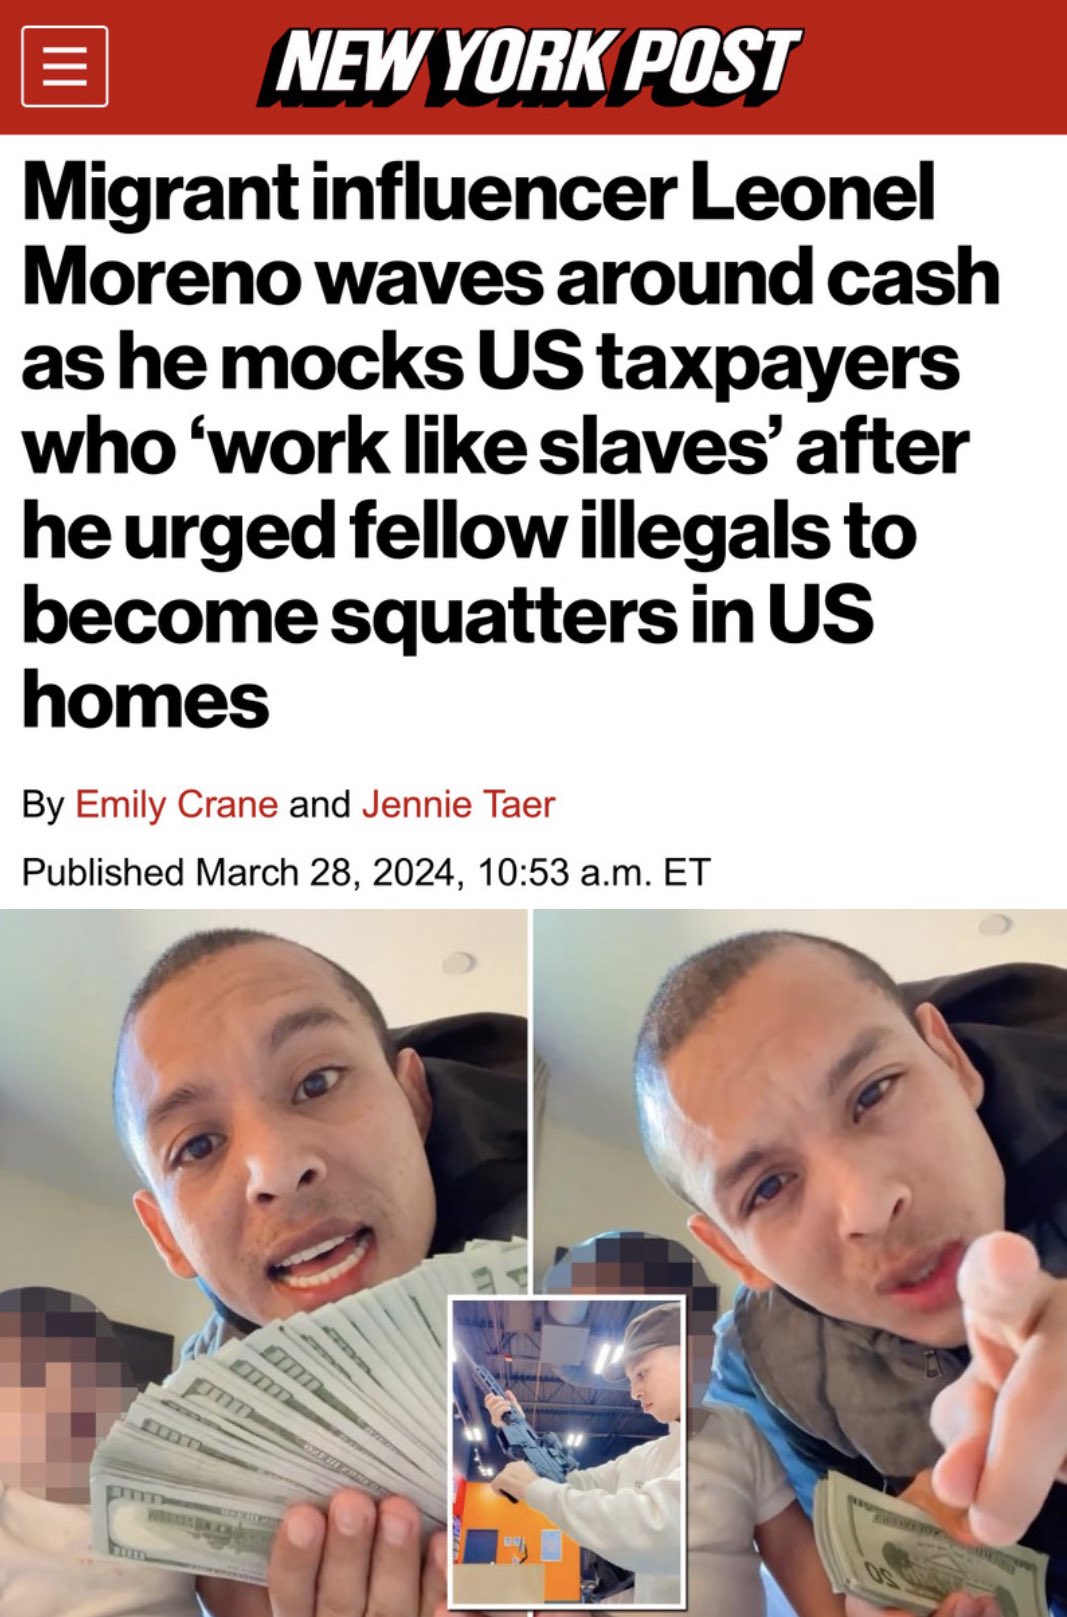 NEW YORK POST
Migrant influencer Leonel
Moreno waves around cash
as he mocks US taxpayers
who ‘work like slaves’ after
he urged fellow illegals to
become squatters in US
homes
By Emily Crane and Jennie Taer
Published March 28, 2024, 10:53 a.m. ET
20